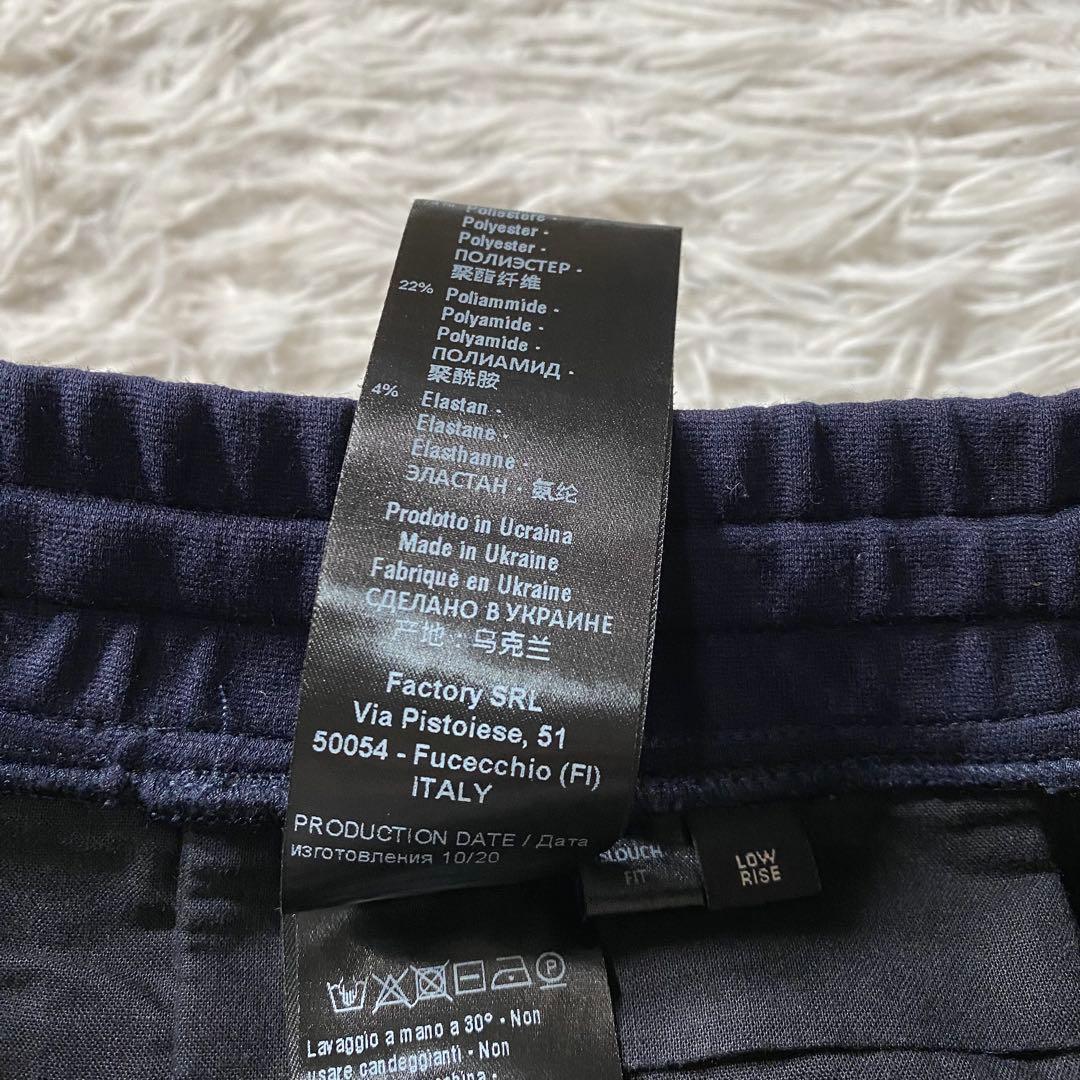 Poliestere -
Polyester -
Polyester -
ПОЛИЭСТЕР -
聚酯纤维
22% Poliammide -
Polyamide -
Polyamide -
ПОЛИАМИД -
聚酰胺
4% Elastan -
Elastane -
Elasthanne -
ЭЛАСТАН · 氨纶
Prodotto in Ucraina
Made in Ukraine
Fabriquè en Ukraine
СДЕЛАНО В УКРАИНЕ
产地 : 乌克兰
Factory SRL
Via Pistoiese, 51
50054 - Fucecchio (FI)
ITALY
PRODUCTION DATE / Дата
изготовления 10/20
SLOUCH
FIT
LOW
RISE
Lavaggio a mano a 30° · Non
usare candeggianti - Non